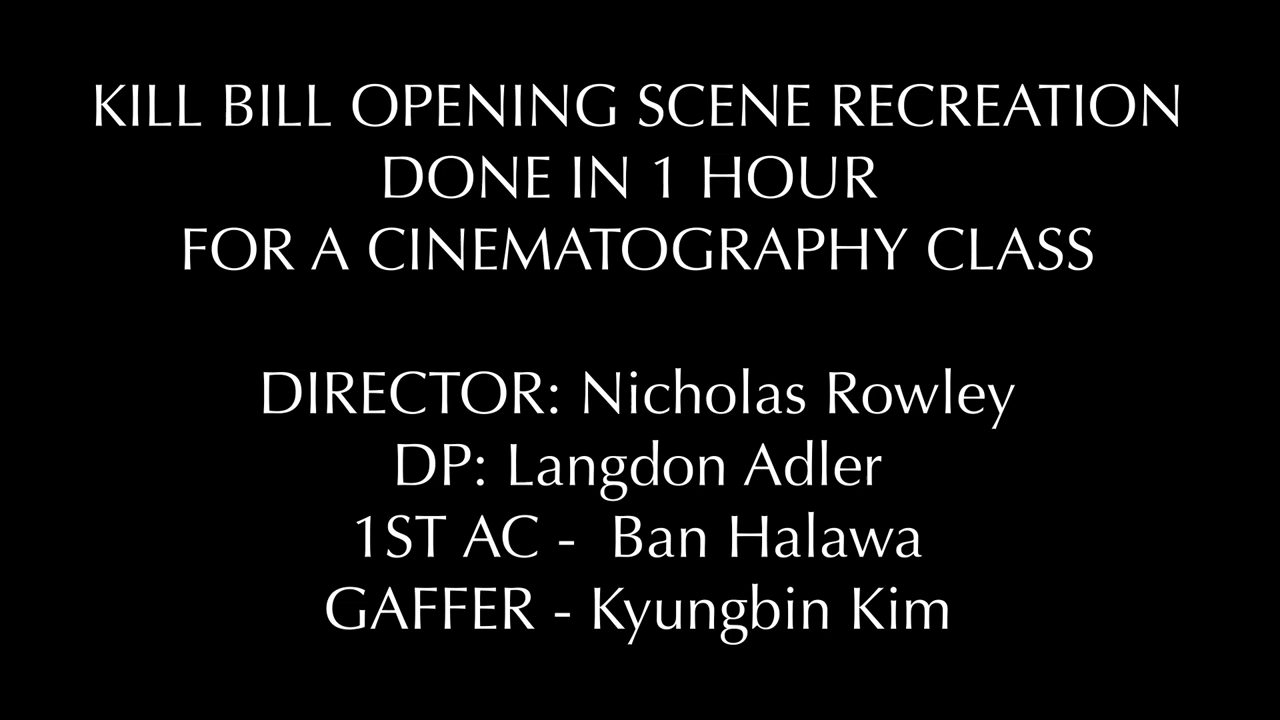 KILL BILL OPENING SCENE RECREATION
DONE IN 1 HOUR
FOR A CINEMATOGRAPHY CLASS
DIRECTOR: Nicholas Rowley
DP: Langdon Adler
1ST AC - Ban Halawa
GAFFER - Kyungbin Kim